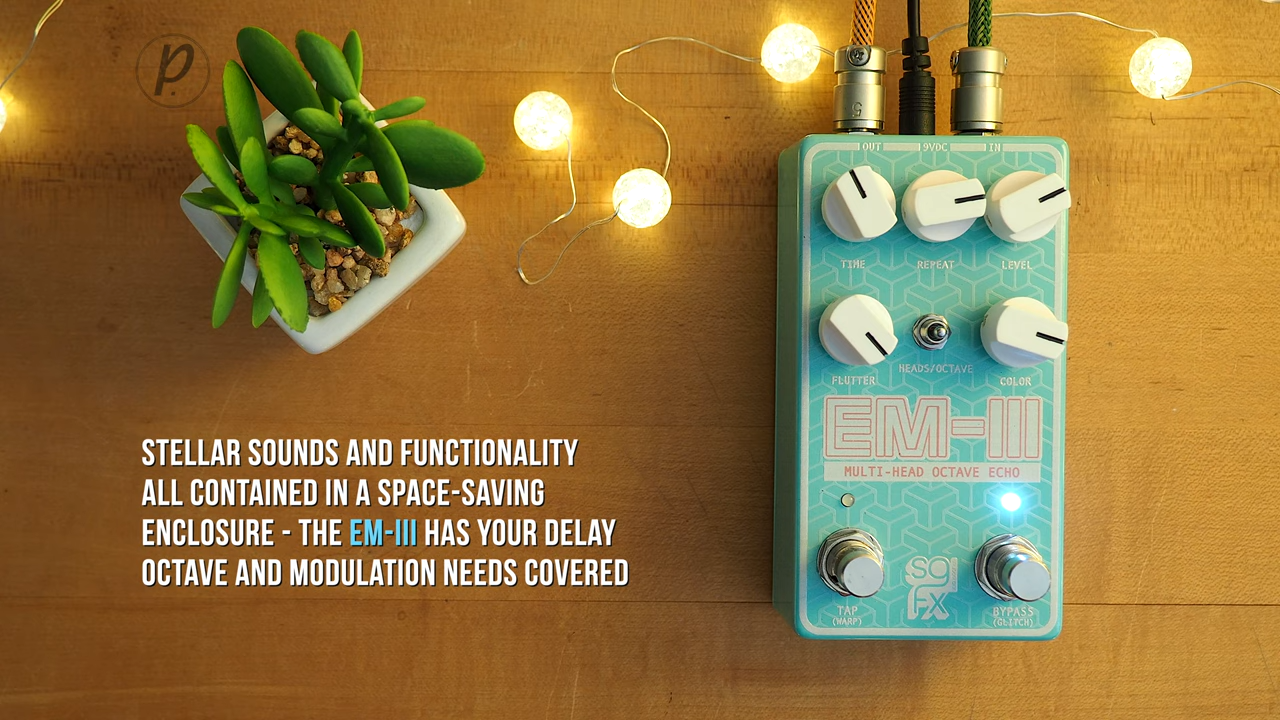 p.
OUT 9VDC IN
TIME REPEAT LEVEL
FLUTTER HEADS/OCTAVE COLOR
EM-III
MULTI-HEAD OCTAVE ECHO
STELLAR SOUNDS AND FUNCTIONALITY
ALL CONTAINED IN A SPACE-SAVING
ENCLOSURE - THE EM-III HAS YOUR DELAY
OCTAVE AND MODULATION NEEDS COVERED
sg
FX
TAP BYPASS
(WARP) (GLITCH)